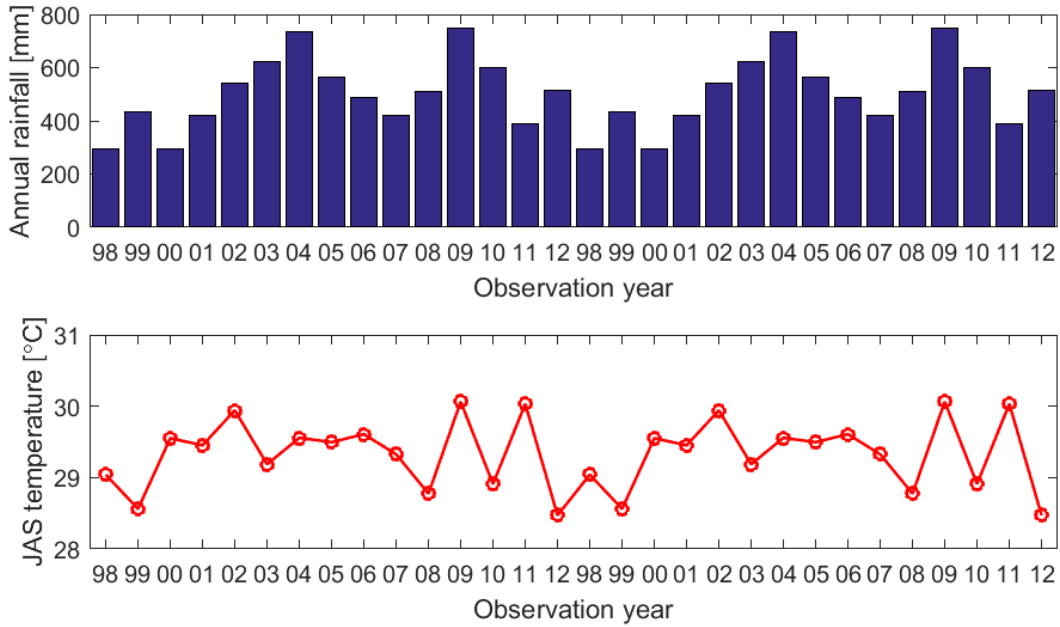 Annual rainfall [mm]
800
600
400
200
0
98 99 00 01 02 03 04 05 06 07 08 09 10 11 12 98 99 00 01 02 03 04 05 06 07 08 09 10 11 12
Observation year
JAS temperature [°C]
31
30
29
28
98 99 00 01 02 03 04 05 06 07 08 09 10 11 12 98 99 00 01 02 03 04 05 06 07 08 09 10 11 12
Observation year